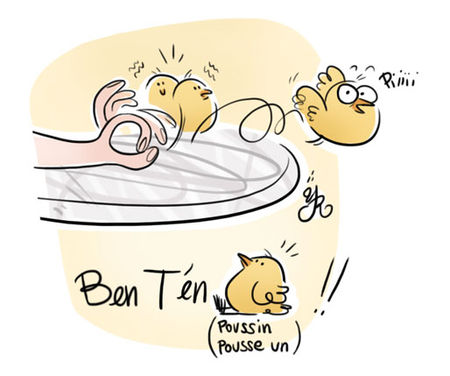 Piiiii
Ben Tén !!
(Poussin
Pousse un)